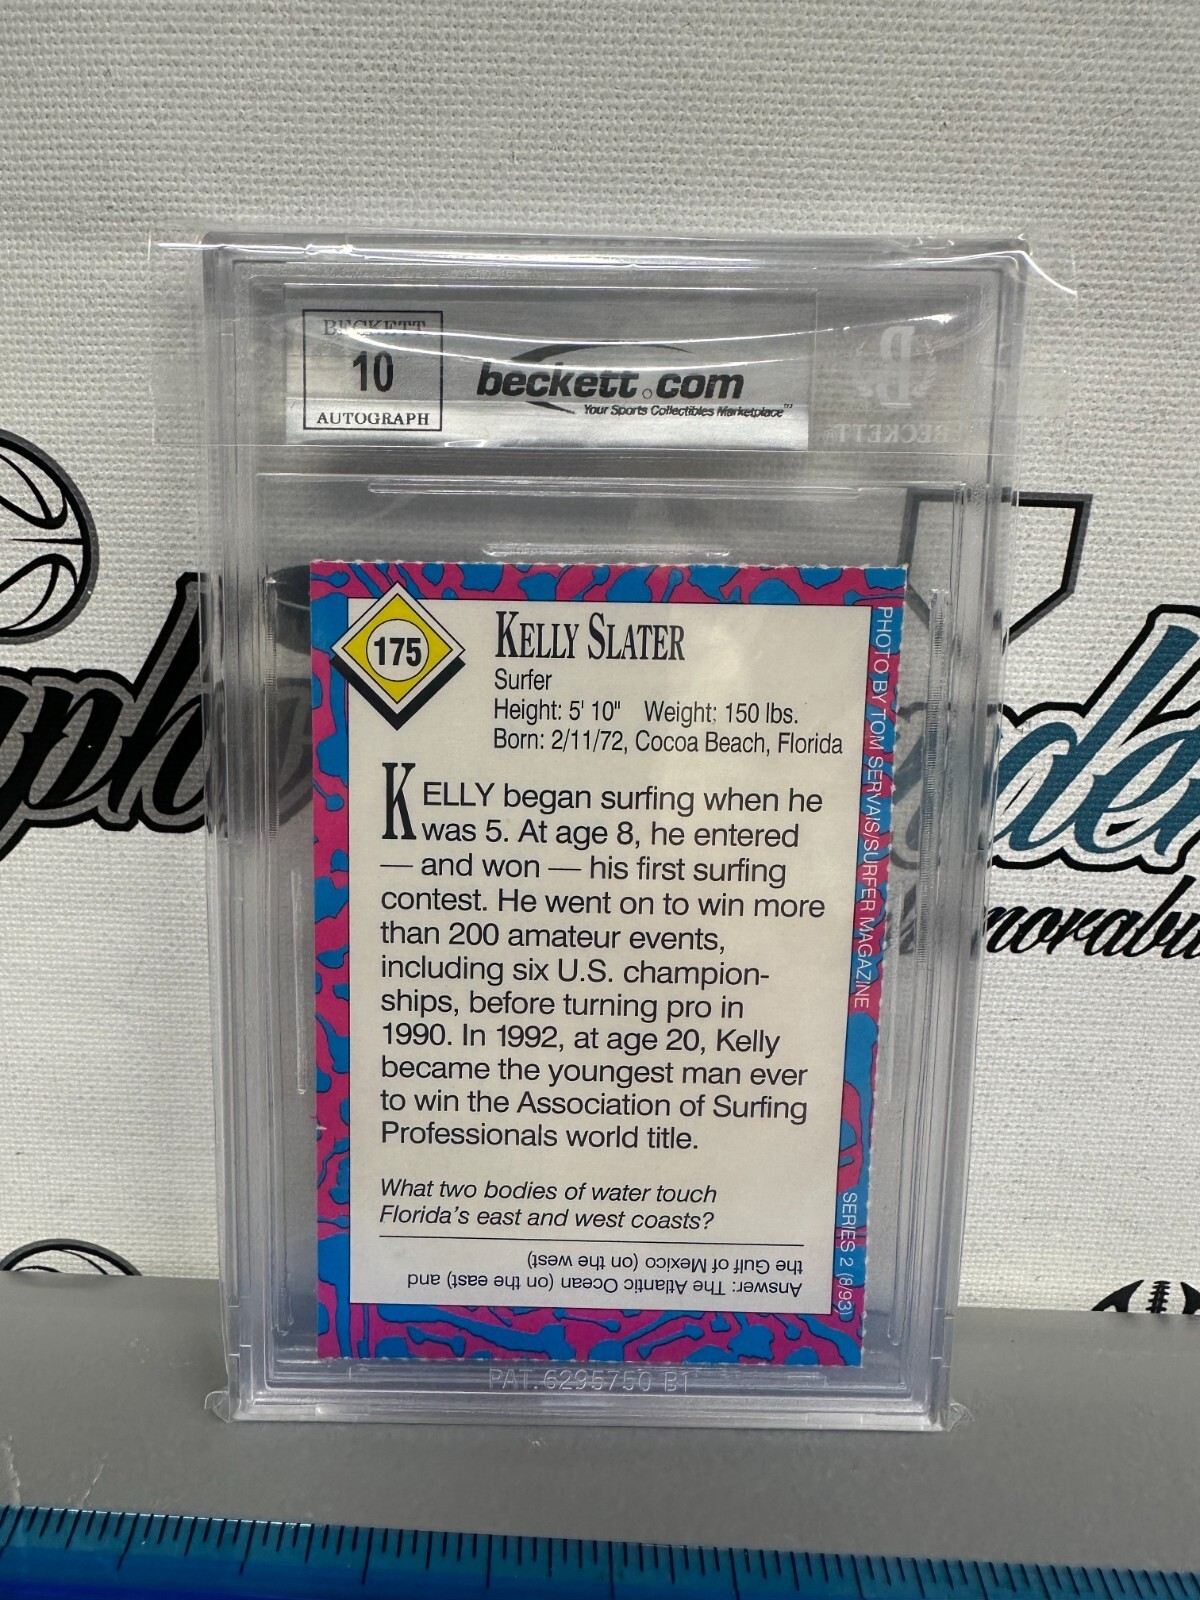 BECKETT
10
AUTOGRAPH
beckett.com
Your Sports Collectibles Marketplace™
BECKETT
175
KELLY SLATER
Surfer
Height: 5' 10" Weight: 150 lbs.
Born: 2/11/72, Cocoa Beach, Florida
KELLY began surfing when he
was 5. At age 8, he entered
— and won — his first surfing
contest. He went on to win more
than 200 amateur events,
including six U.S. champion-
ships, before turning pro in
1990. In 1992, at age 20, Kelly
became the youngest man ever
to win the Association of Surfing
Professionals world title.
What two bodies of water touch
Florida's east and west coasts?
Answer: The Atlantic Ocean (on the east) and
the Gulf of Mexico (on the west)
PHOTO BY TOM SERVAIS/SURFER MAGAZINE
SERIES 2 (8/93)
PAT.6295750 B1